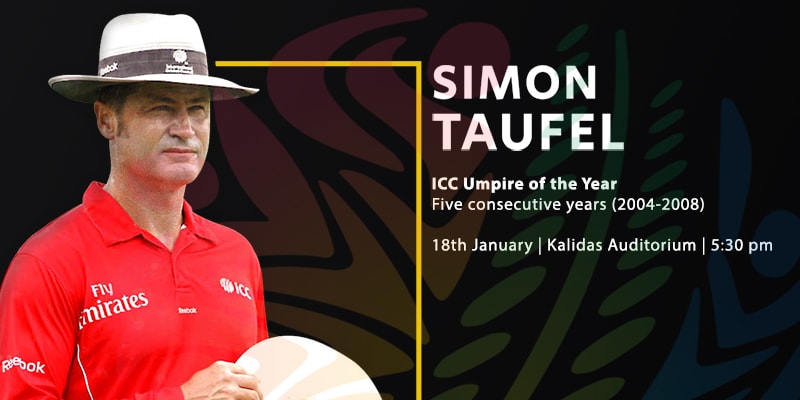 SIMON
TAUFEL
ICC Umpire of the Year
Five consecutive years (2004-2008)
18th January | Kalidas Auditorium | 5:30 pm
Reebok
Fly
Emirates
ICC
Reebok
Reebok